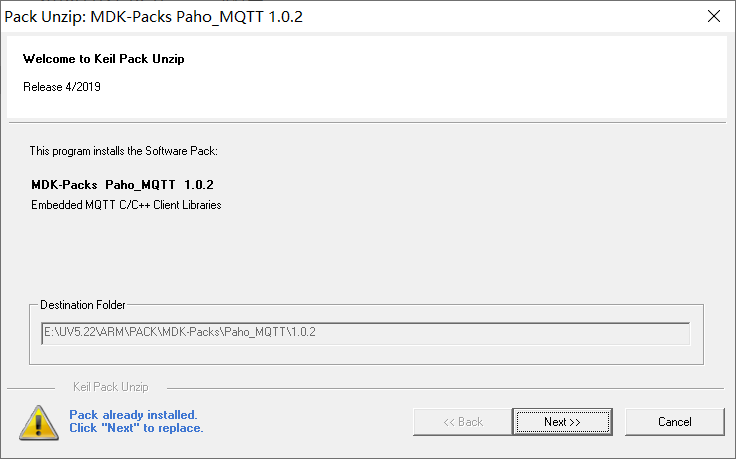 Pack Unzip: MDK-Packs Paho_MQTT 1.0.2
Welcome to Keil Pack Unzip
Release 4/2019
This program installs the Software Pack:
MDK-Packs Paho_MQTT 1.0.2
Embedded MQTT C/C++ Client Libraries
Destination Folder
E:\UV5.22\ARM\PACK\MDK-Packs\Paho_MQTT\1.0.2
Keil Pack Unzip
Pack already installed.
Click "Next" to replace.
<< Back
Next >>
Cancel